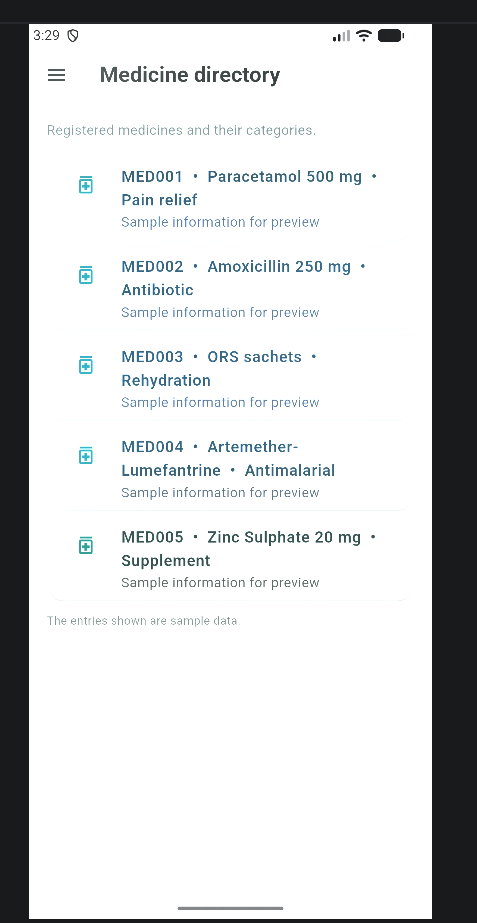 3:29
Medicine directory
Registered medicines and their categories.
MED001 • Paracetamol 500 mg •
Pain relief
Sample information for preview
MED002 • Amoxicillin 250 mg •
Antibiotic
Sample information for preview
MED003 • ORS sachets •
Rehydration
Sample information for preview
MED004 • Artemether-
Lumefantrine • Antimalarial
Sample information for preview
MED005 • Zinc Sulphate 20 mg •
Supplement
Sample information for preview
The entries shown are sample data.